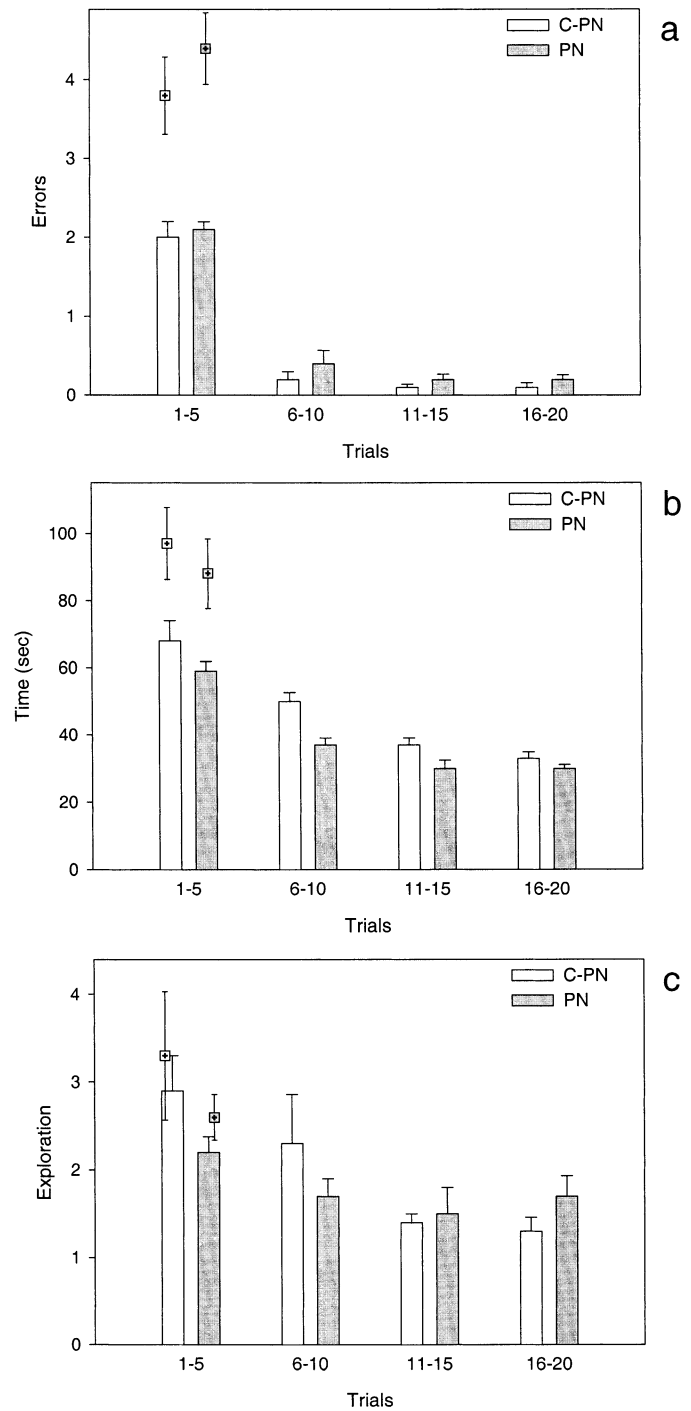 a
C-PN
PN
4
3
2
1
0
Errors
1-5
6-10
11-15
16-20
Trials
b
C-PN
PN
100
80
60
40
20
0
Time (sec)
1-5
6-10
11-15
16-20
Trials
c
C-PN
PN
4
3
2
1
0
Exploration
1-5
6-10
11-15
16-20
Trials